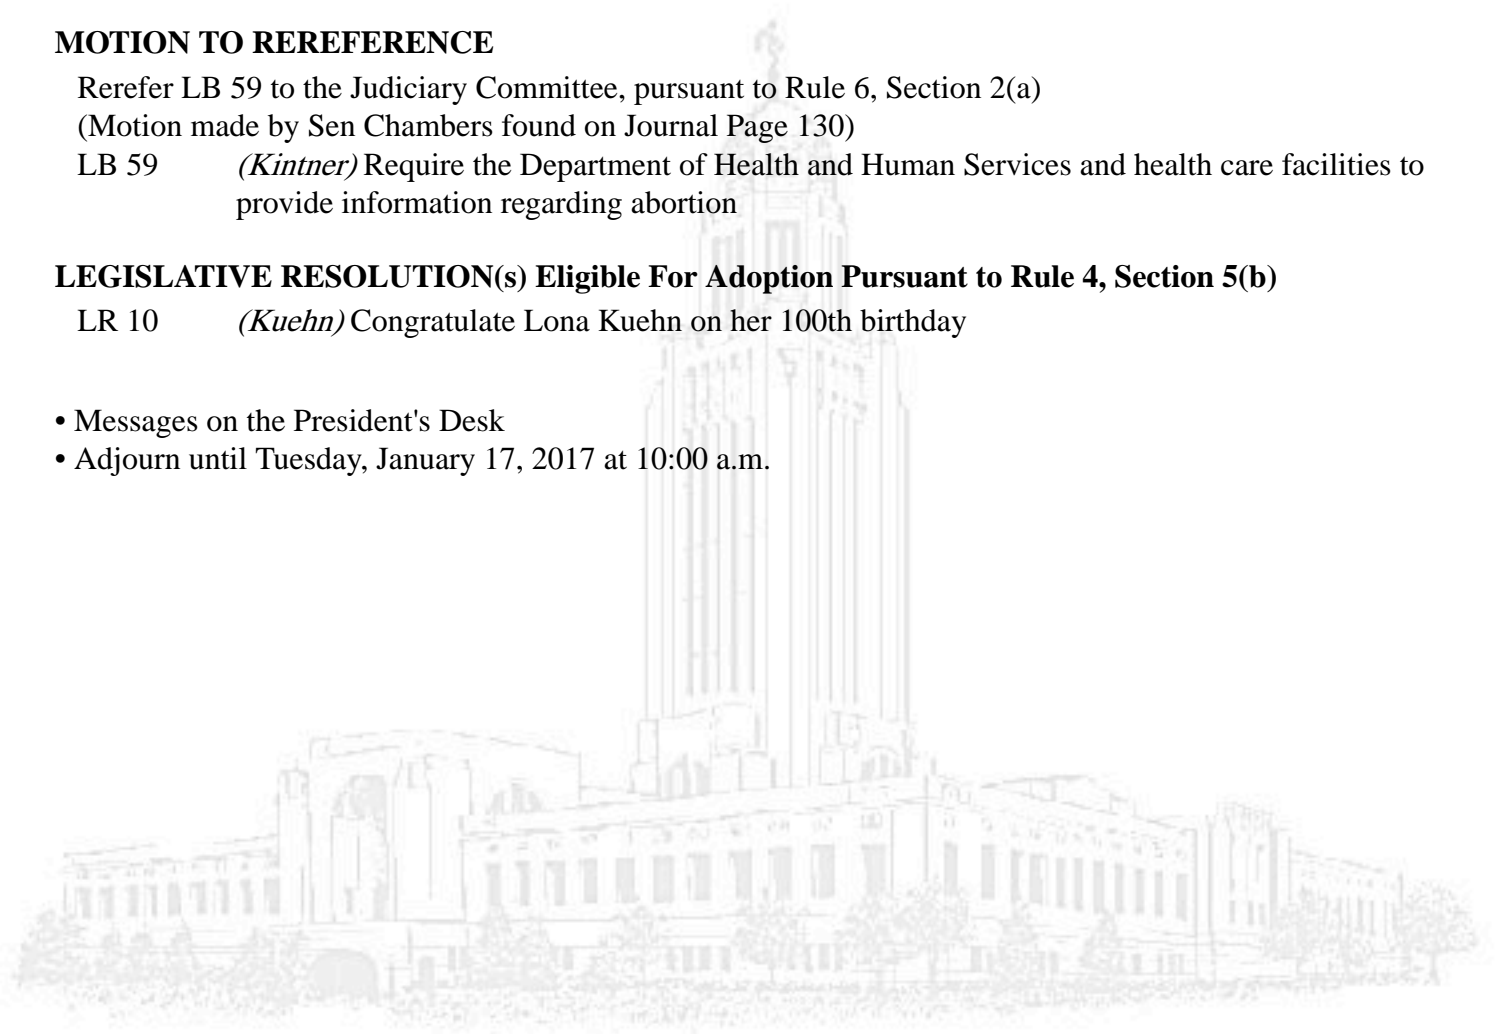 MOTION TO REREFERENCE
Rerefer LB 59 to the Judiciary Committee, pursuant to Rule 6, Section 2(a)
(Motion made by Sen Chambers found on Journal Page 130)
LB 59 (Kintner) Require the Department of Health and Human Services and health care facilities to
provide information regarding abortion
LEGISLATIVE RESOLUTION(s) Eligible For Adoption Pursuant to Rule 4, Section 5(b)
LR 10 (Kuehn) Congratulate Lona Kuehn on her 100th birthday
• Messages on the President's Desk
• Adjourn until Tuesday, January 17, 2017 at 10:00 a.m.